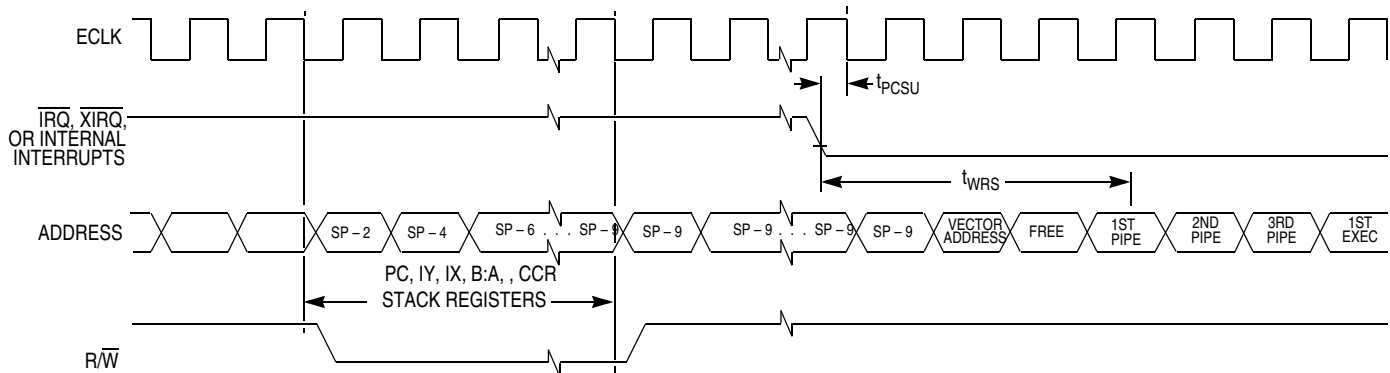 ECLK
tPCSU
IRQ, XIRQ,
OR INTERNAL
INTERRUPTS
tWRS
ADDRESS
SP – 2
SP – 4
SP – 6 . . . SP – 9
SP – 9
SP – 9 . . . SP – 9
SP – 9
VECTOR
ADDRESS
FREE
1ST
PIPE
2ND
PIPE
3RD
PIPE
1ST
EXEC
PC, IY, IX, B:A, , CCR
STACK REGISTERS
R/W